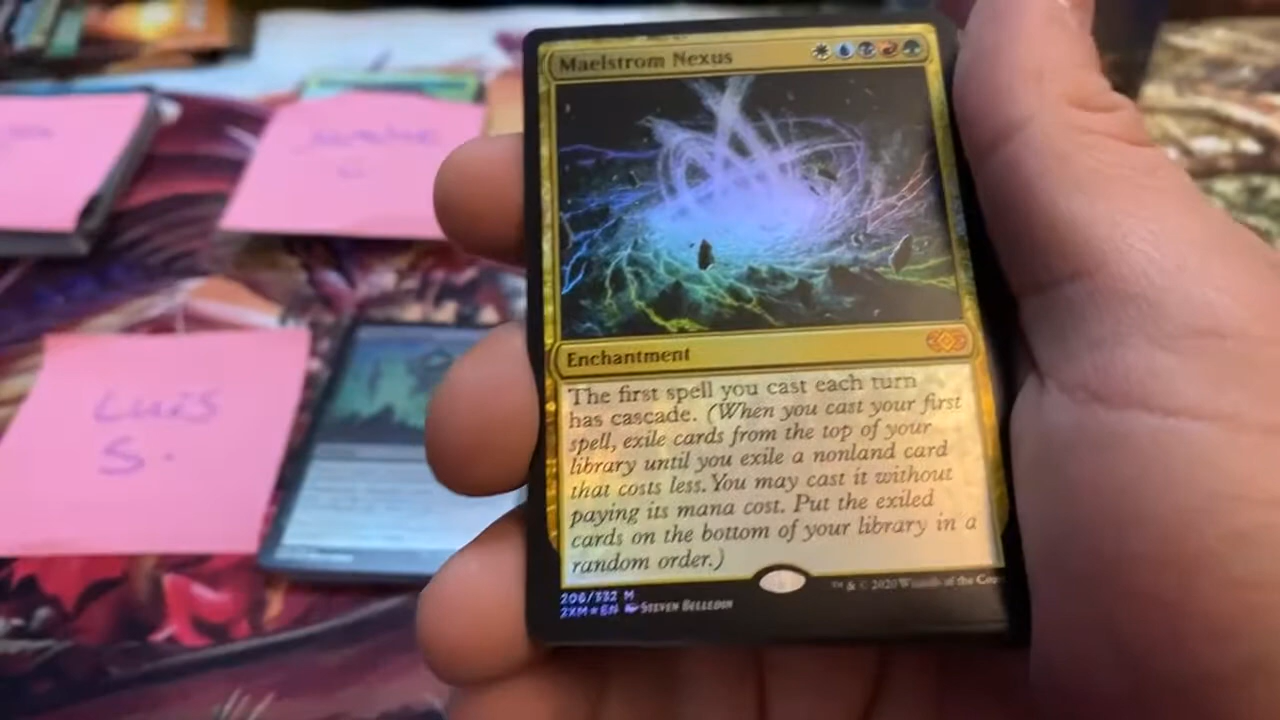 Maelstrom Nexus
Enchantment
The first spell you cast each turn
has cascade. (When you cast your first
spell, exile cards from the top of your
library until you exile a nonland card
that costs less. You may cast it without
paying its mana cost. Put the exiled
cards on the bottom of your library in a
random order.)
206/332 M
2XM ★ EN Steven Belledin
™ & © 2020 Wizards of the
Luis
S.